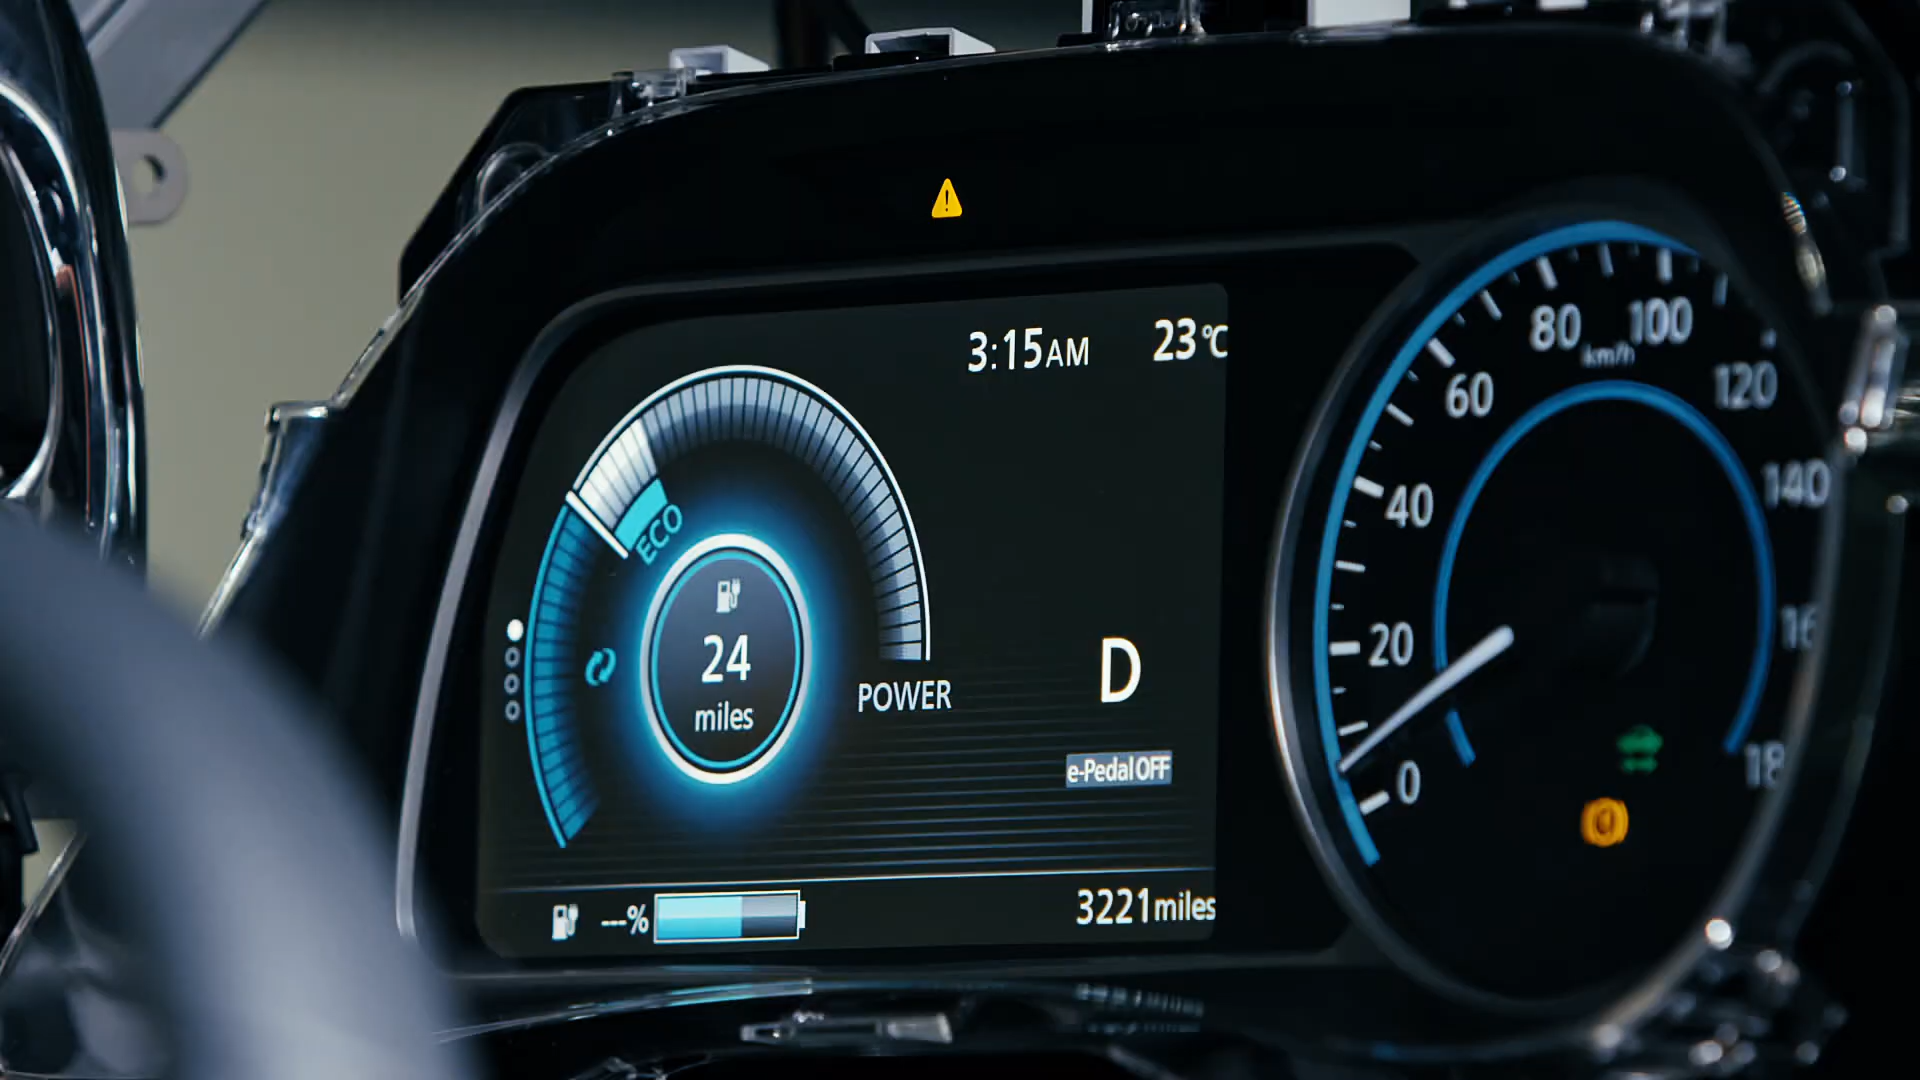 3:15AM 23℃
ECO
24
miles
POWER
D
e-Pedal OFF
---%
3221miles
0
20
40
60
80
100
120
140
km/h